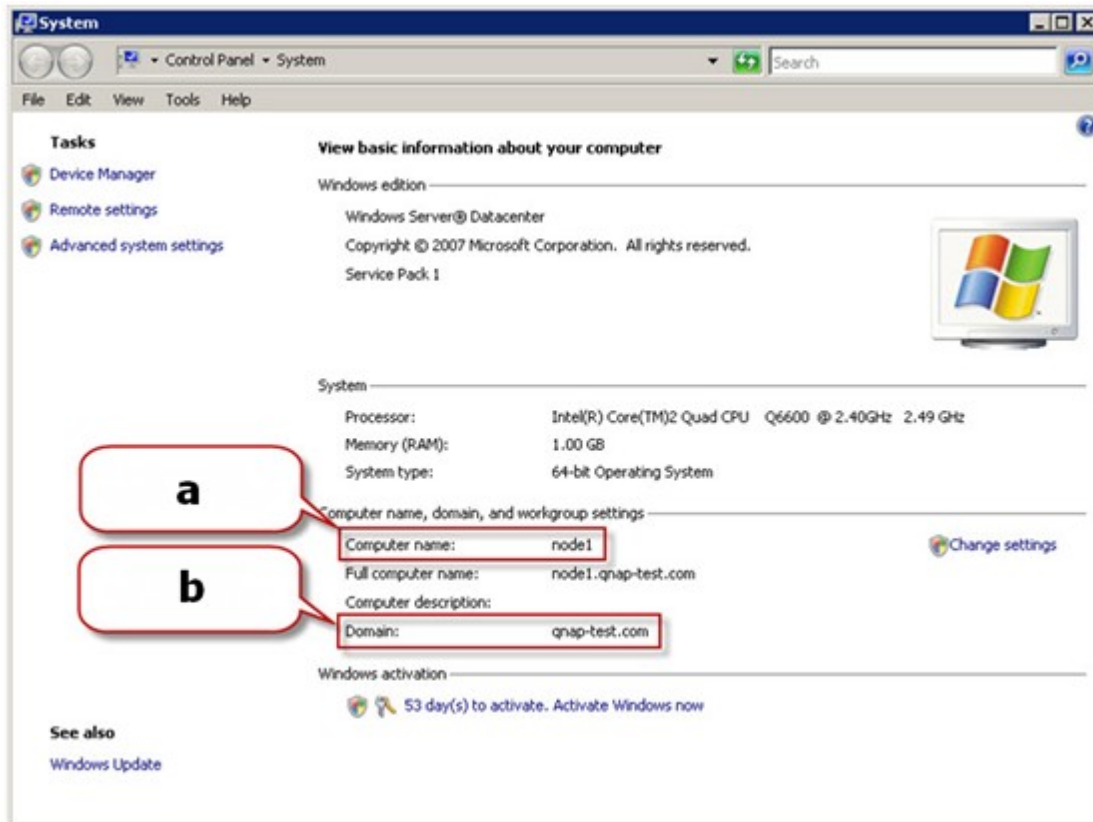 System
Control Panel System
Search
File Edit View Tools Help
Tasks
Device Manager
Remote settings
Advanced system settings
See also
Windows Update
View basic information about your computer
Windows edition
Windows Server® Datacenter
Copyright © 2007 Microsoft Corporation. All rights reserved.
Service Pack 1
System
Processor: Intel(R) Core(TM)2 Quad CPU Q6600 @ 2.40GHz 2.49 GHz
Memory (RAM): 1.00 GB
System type: 64-bit Operating System
a
Computer name, domain, and workgroup settings
Computer name: node1
Change settings
Full computer name: node1.qnap-test.com
b
Computer description:
Domain: qnap-test.com
Windows activation
53 day(s) to activate. Activate Windows now